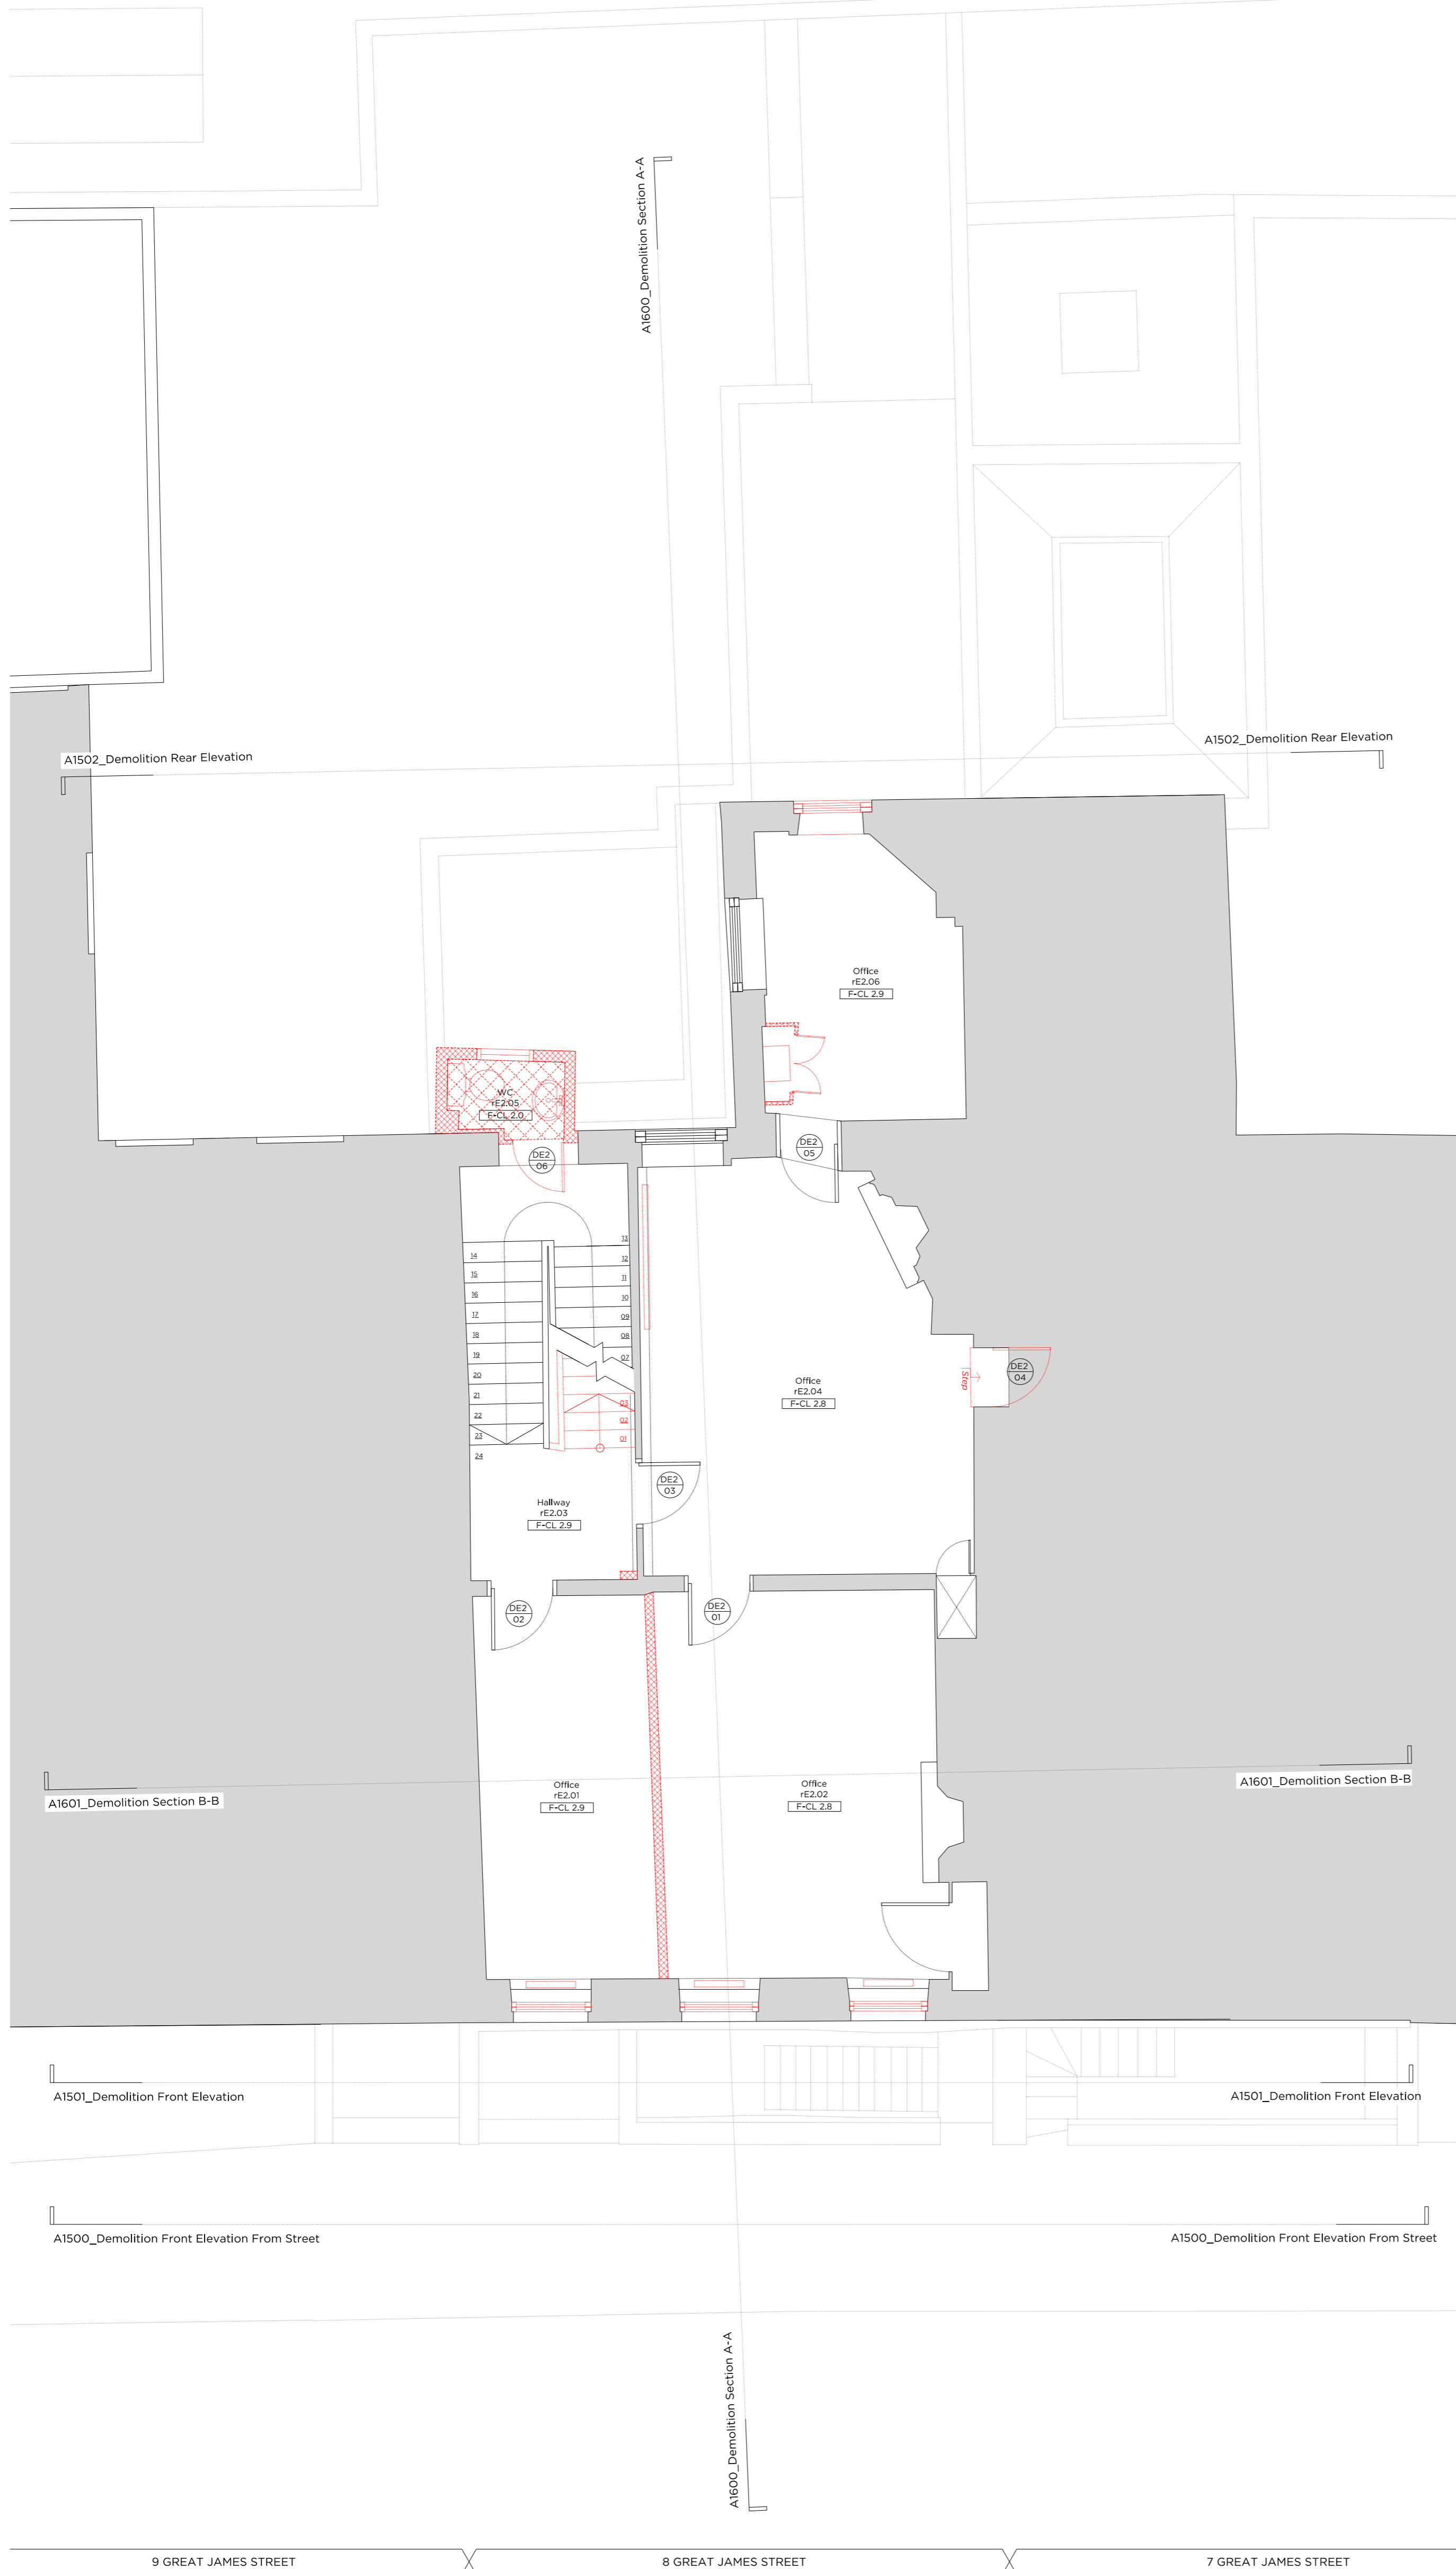 A1600_Demolition Section A-A
A1502_Demolition Rear Elevation
A1502_Demolition Rear Elevation
Office
rE2.06
F-CL 2.9
WC
rE2.05
F-CL 2.0
DE2
06
DE2
05
13
14
12
15
11
16
10
17
09
18
08
19
07
20
21
03
22
02
23
01
24
Step
DE2
04
Office
rE2.04
F-CL 2.8
DE2
03
Hallway
rE2.03
F-CL 2.9
DE2
02
DE2
01
Office
rE2.01
F-CL 2.9
Office
rE2.02
F-CL 2.8
A1601_Demolition Section B-B
A1601_Demolition Section B-B
A1501_Demolition Front Elevation
A1501_Demolition Front Elevation
A1500_Demolition Front Elevation From Street
A1500_Demolition Front Elevation From Street
A1600_Demolition Section A-A
9 GREAT JAMES STREET
8 GREAT JAMES STREET
7 GREAT JAMES STREET